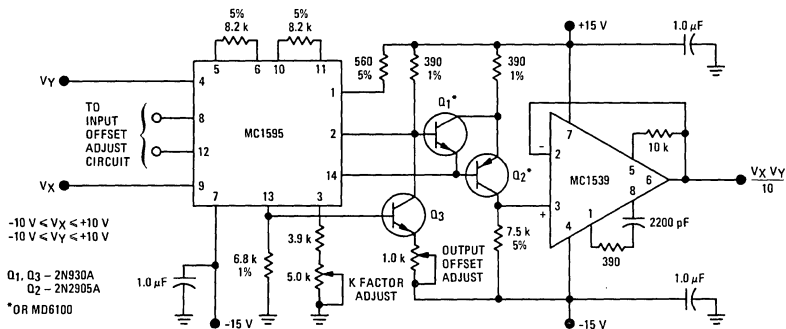 5%
8.2 k
5%
8.2 k
+15 V
1.0 µF
5
6
10
11
560
5%
390
1%
390
1%
VY
4
1
Q1*
TO
INPUT
OFFSET
ADJUST
CIRCUIT
8
12
MC1595
2
7
2
−
10 k
5
14
Q2*
MC1539
6
VX VY
10
VX
9
7
13
3
Q3
3
+
4
1
8
2200 pF
-10 V ≤ VX ≤ +10 V
-10 V ≤ VY ≤ +10 V
3.9 k
7.5 k
5%
390
OUTPUT
OFFSET
ADJUST
1.0 k
6.8 k
1%
5.0 k
K FACTOR
ADJUST
Q1, Q3 - 2N930A
Q2 - 2N2905A
*OR MD6100
1.0 µF
1.0 µF
-15 V
-15 V